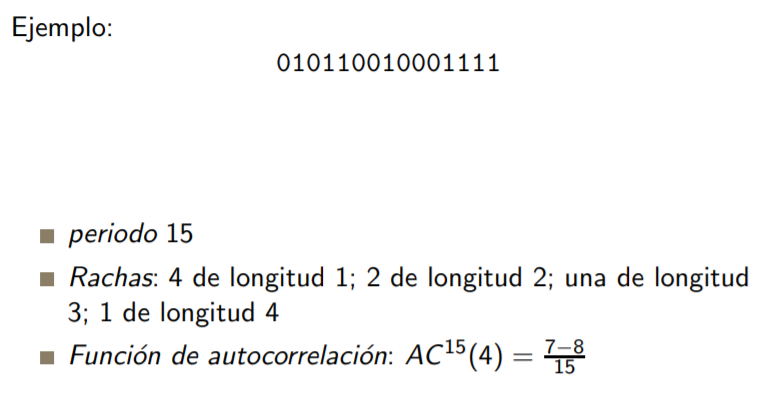 Ejemplo:
010110010001111
■ periodo 15
■ Rachas: 4 de longitud 1; 2 de longitud 2; una de longitud
3; 1 de longitud 4
■ Función de autocorrelación: AC¹⁵(4) = (7−8)/15